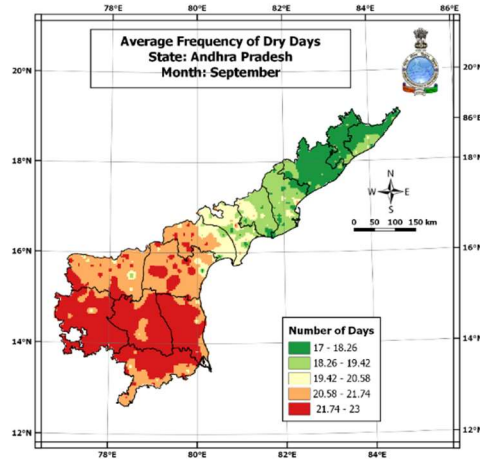 78°E 80°E 82°E 84°E 86°E
Average Frequency of Dry Days
State: Andhra Pradesh
Month: September
20°N 20°N
86°E
18°N 18°N
N
W E
S
0 50 100 150 km
16°N 16°N
Number of Days
17 - 18.26
18.26 - 19.42
19.42 - 20.58
20.58 - 21.74
21.74 - 23
14°N 14°N
12°N 12°N
78°E 80°E 82°E 84°E